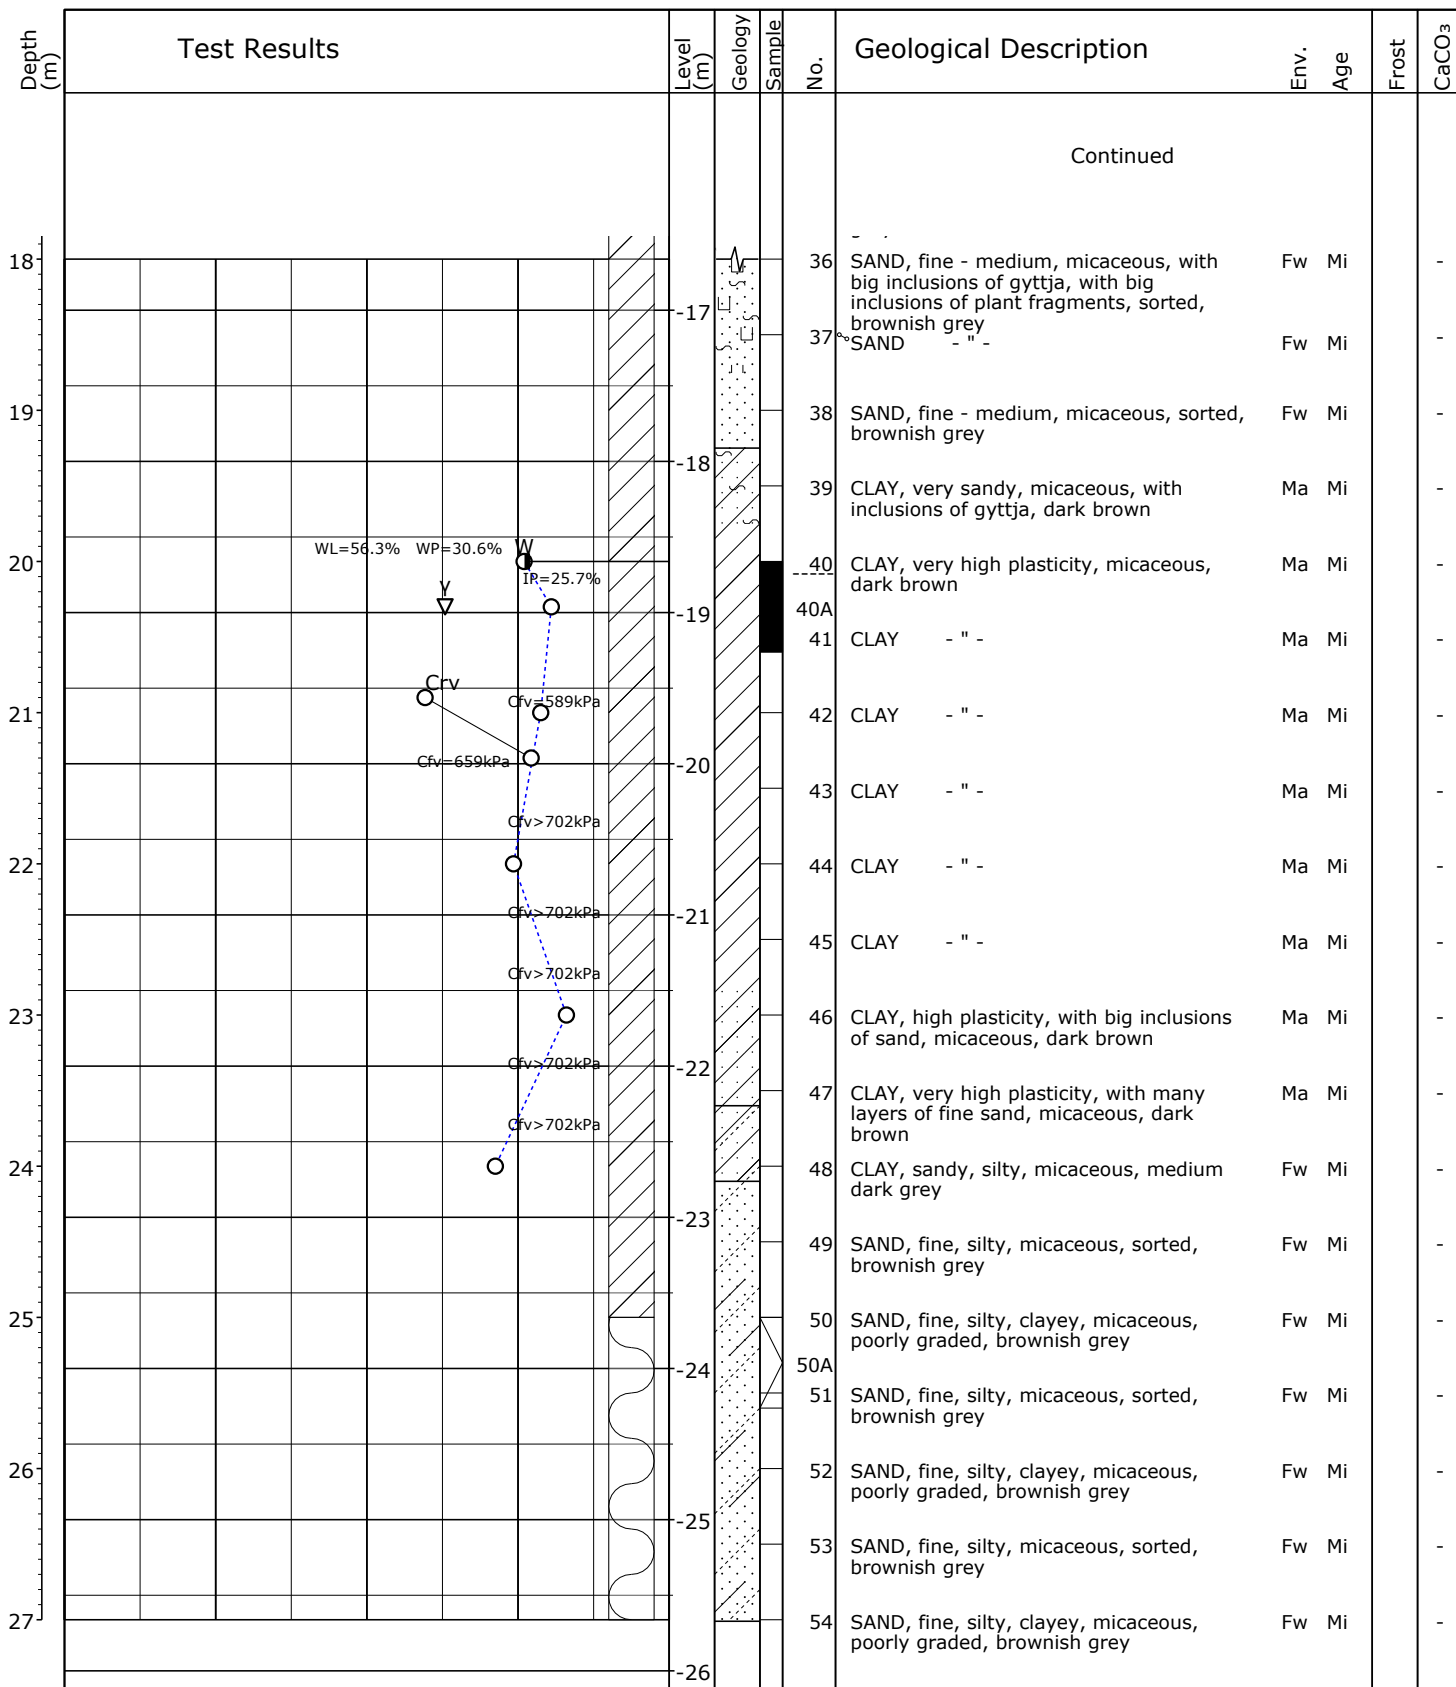 Depth (m)
Test Results
Level (m)
Geology
Sample
No.
Geological Description
Env.
Age
Frost
CaCO₃
Continued
18
36 SAND, fine - medium, micaceous, with Fw Mi -
big inclusions of gyttja, with big
inclusions of plant fragments, sorted,
brownish grey
-17
37 SAND - " - Fw Mi -
19
38 SAND, fine - medium, micaceous, sorted, Fw Mi -
brownish grey
-18
39 CLAY, very sandy, micaceous, with Ma Mi -
inclusions of gyttja, dark brown
WL=56.3% WP=30.6% W
20
40 CLAY, very high plasticity, micaceous, Ma Mi -
dark brown
IP=25.7%
γ
-19
40A
41 CLAY - " - Ma Mi -
Crv
Cfv=589kPa
21
42 CLAY - " - Ma Mi -
Cfv=659kPa
-20
43 CLAY - " - Ma Mi -
Cfv>702kPa
22
44 CLAY - " - Ma Mi -
Cfv>702kPa
-21
45 CLAY - " - Ma Mi -
Cfv>702kPa
23
46 CLAY, high plasticity, with big inclusions Ma Mi -
of sand, micaceous, dark brown
Cfv>702kPa
-22
47 CLAY, very high plasticity, with many Ma Mi -
layers of fine sand, micaceous, dark
brown
Cfv>702kPa
24
48 CLAY, sandy, silty, micaceous, medium Fw Mi -
dark grey
-23
49 SAND, fine, silty, micaceous, sorted, Fw Mi -
brownish grey
25
50 SAND, fine, silty, clayey, micaceous, Fw Mi -
poorly graded, brownish grey
50A
-24
51 SAND, fine, silty, micaceous, sorted, Fw Mi -
brownish grey
26
52 SAND, fine, silty, clayey, micaceous, Fw Mi -
poorly graded, brownish grey
-25
53 SAND, fine, silty, micaceous, sorted, Fw Mi -
brownish grey
27
54 SAND, fine, silty, clayey, micaceous, Fw Mi -
poorly graded, brownish grey
-26